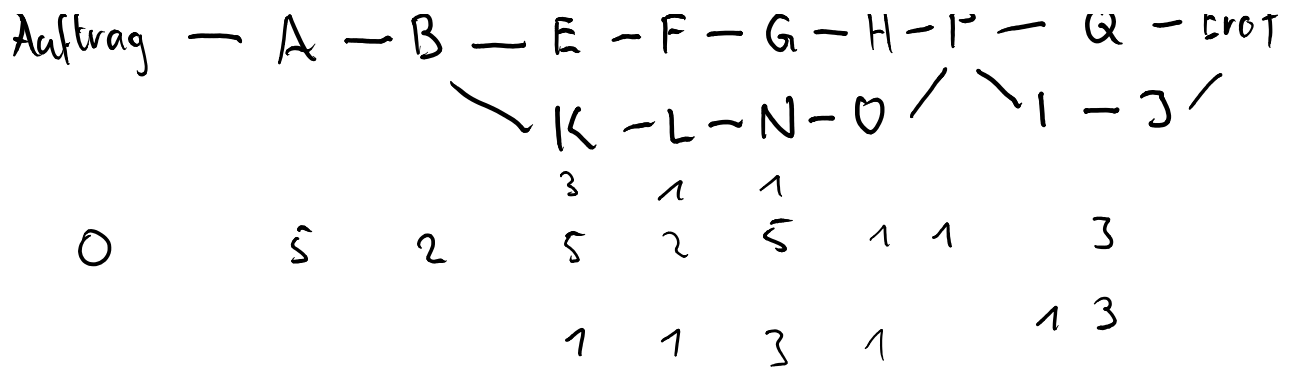 Auftrag — A — B — E — F — G — H — P — Q —
K — L — N — O I — J
3 1 1
0 5 2 5 2 5 1 1 3
1 3
1 1 3 1